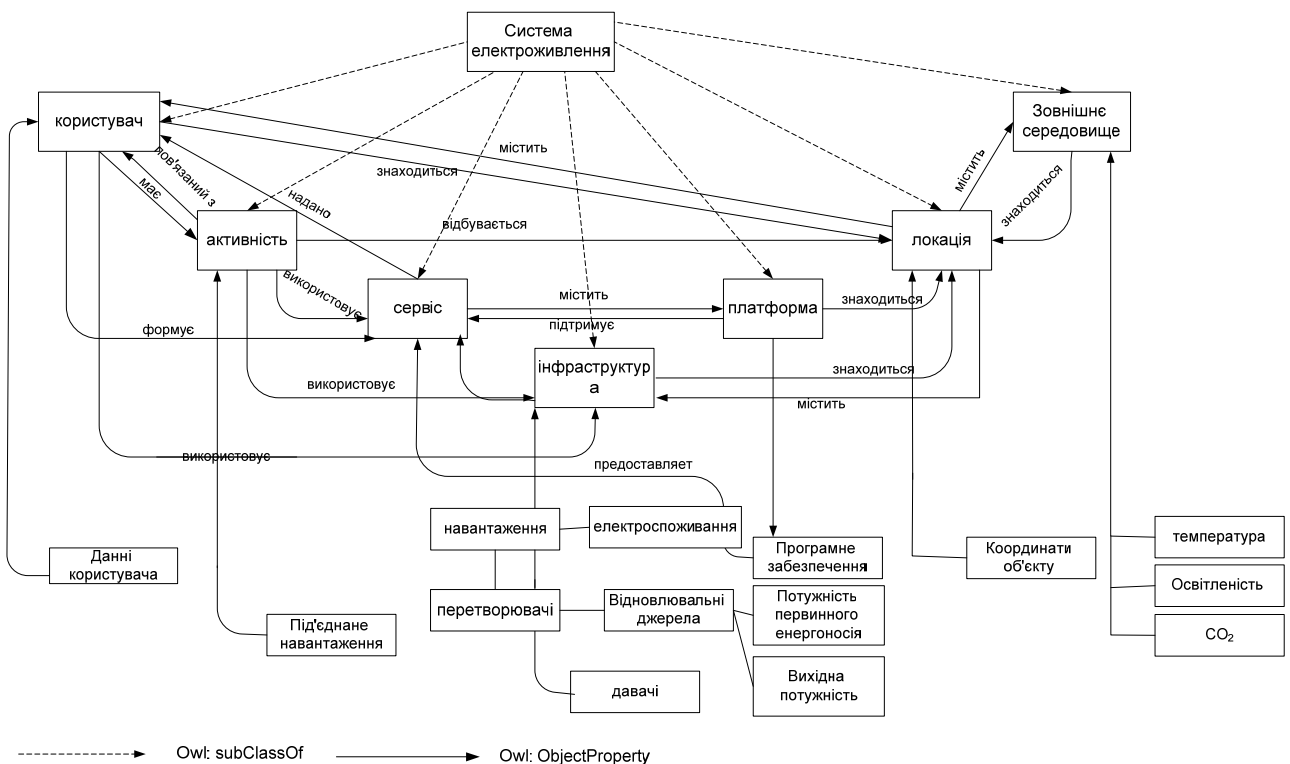 Система
електроживлення
користувач
Зовнішнє
середовище
містить
знаходиться
пов'язаний з
має
надано
містить
знаходиться
активність
відбувається
локація
використовує
сервіс
містить
підтримує
платформа
знаходиться
формує
інфраструктур
а
використовує
знаходиться
містить
використовує
предоставляет
навантаження
електроспоживання
Програмне
забезпечення
Координати
об'єкту
температура
Данні
користувача
Освітленість
перетворювачі
Відновлювальні
джерела
Потужність
первинного
енергоносія
Під'єднане
навантаження
CO₂
давачі
Вихідна
потужність
Owl: subClassOf
Owl: ObjectProperty